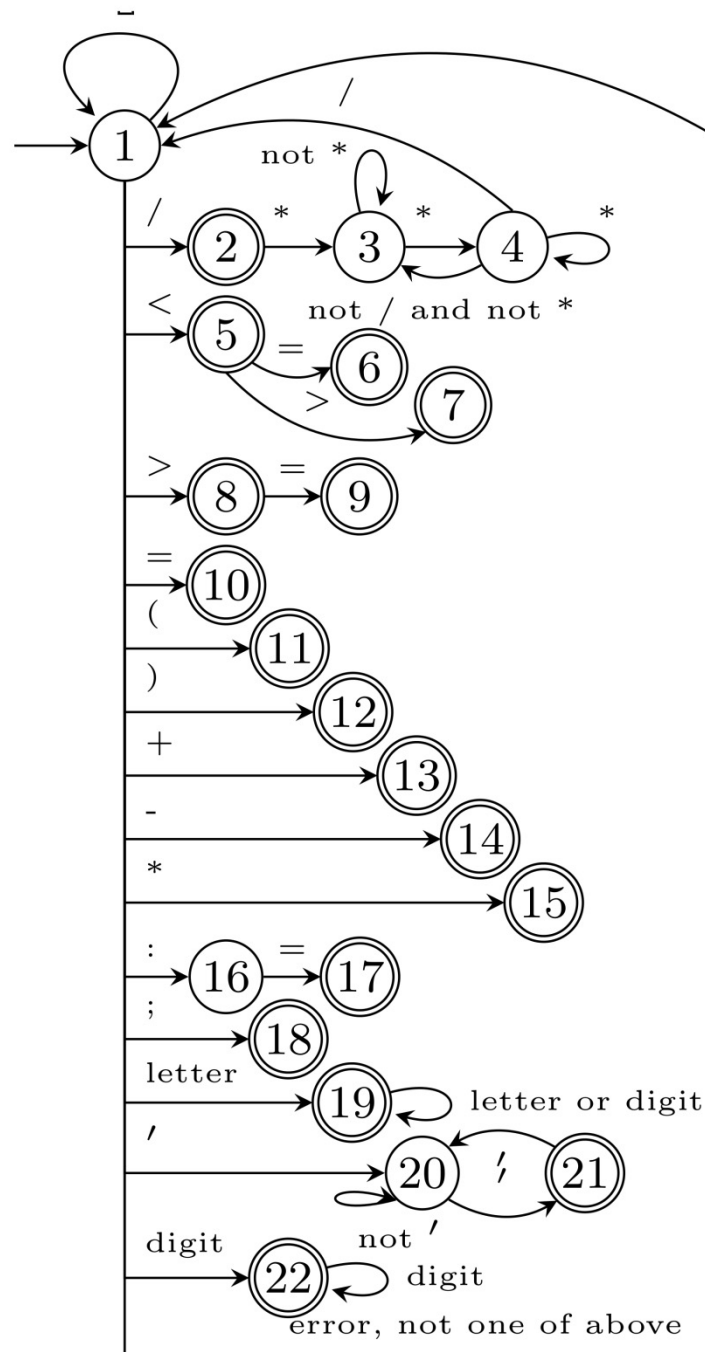 ␣
/
1
not *
/ 2 * 3 * 4 *
< 5 = 6 not / and not *
> 7
> 8 = 9
= 10
( 11
) 12
+ 13
- 14
* 15
: 16 = 17
; 18
letter 19 letter or digit
' 20 ' ' 21
not '
digit 22 digit
error, not one of above